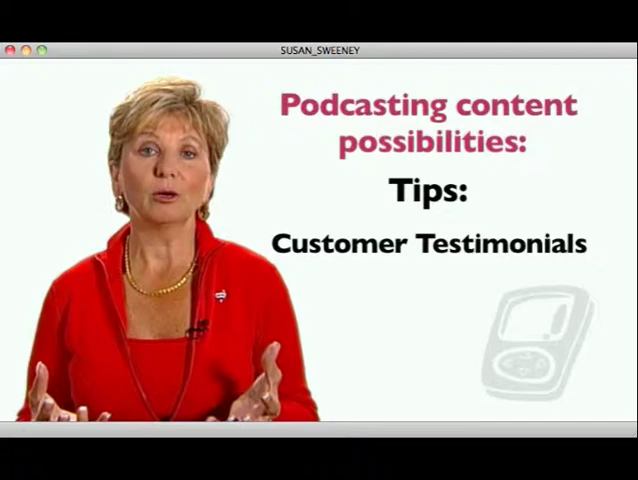 SUSAN_SWEENEY
Podcasting content
possibilities:
Tips:
Customer Testimonials